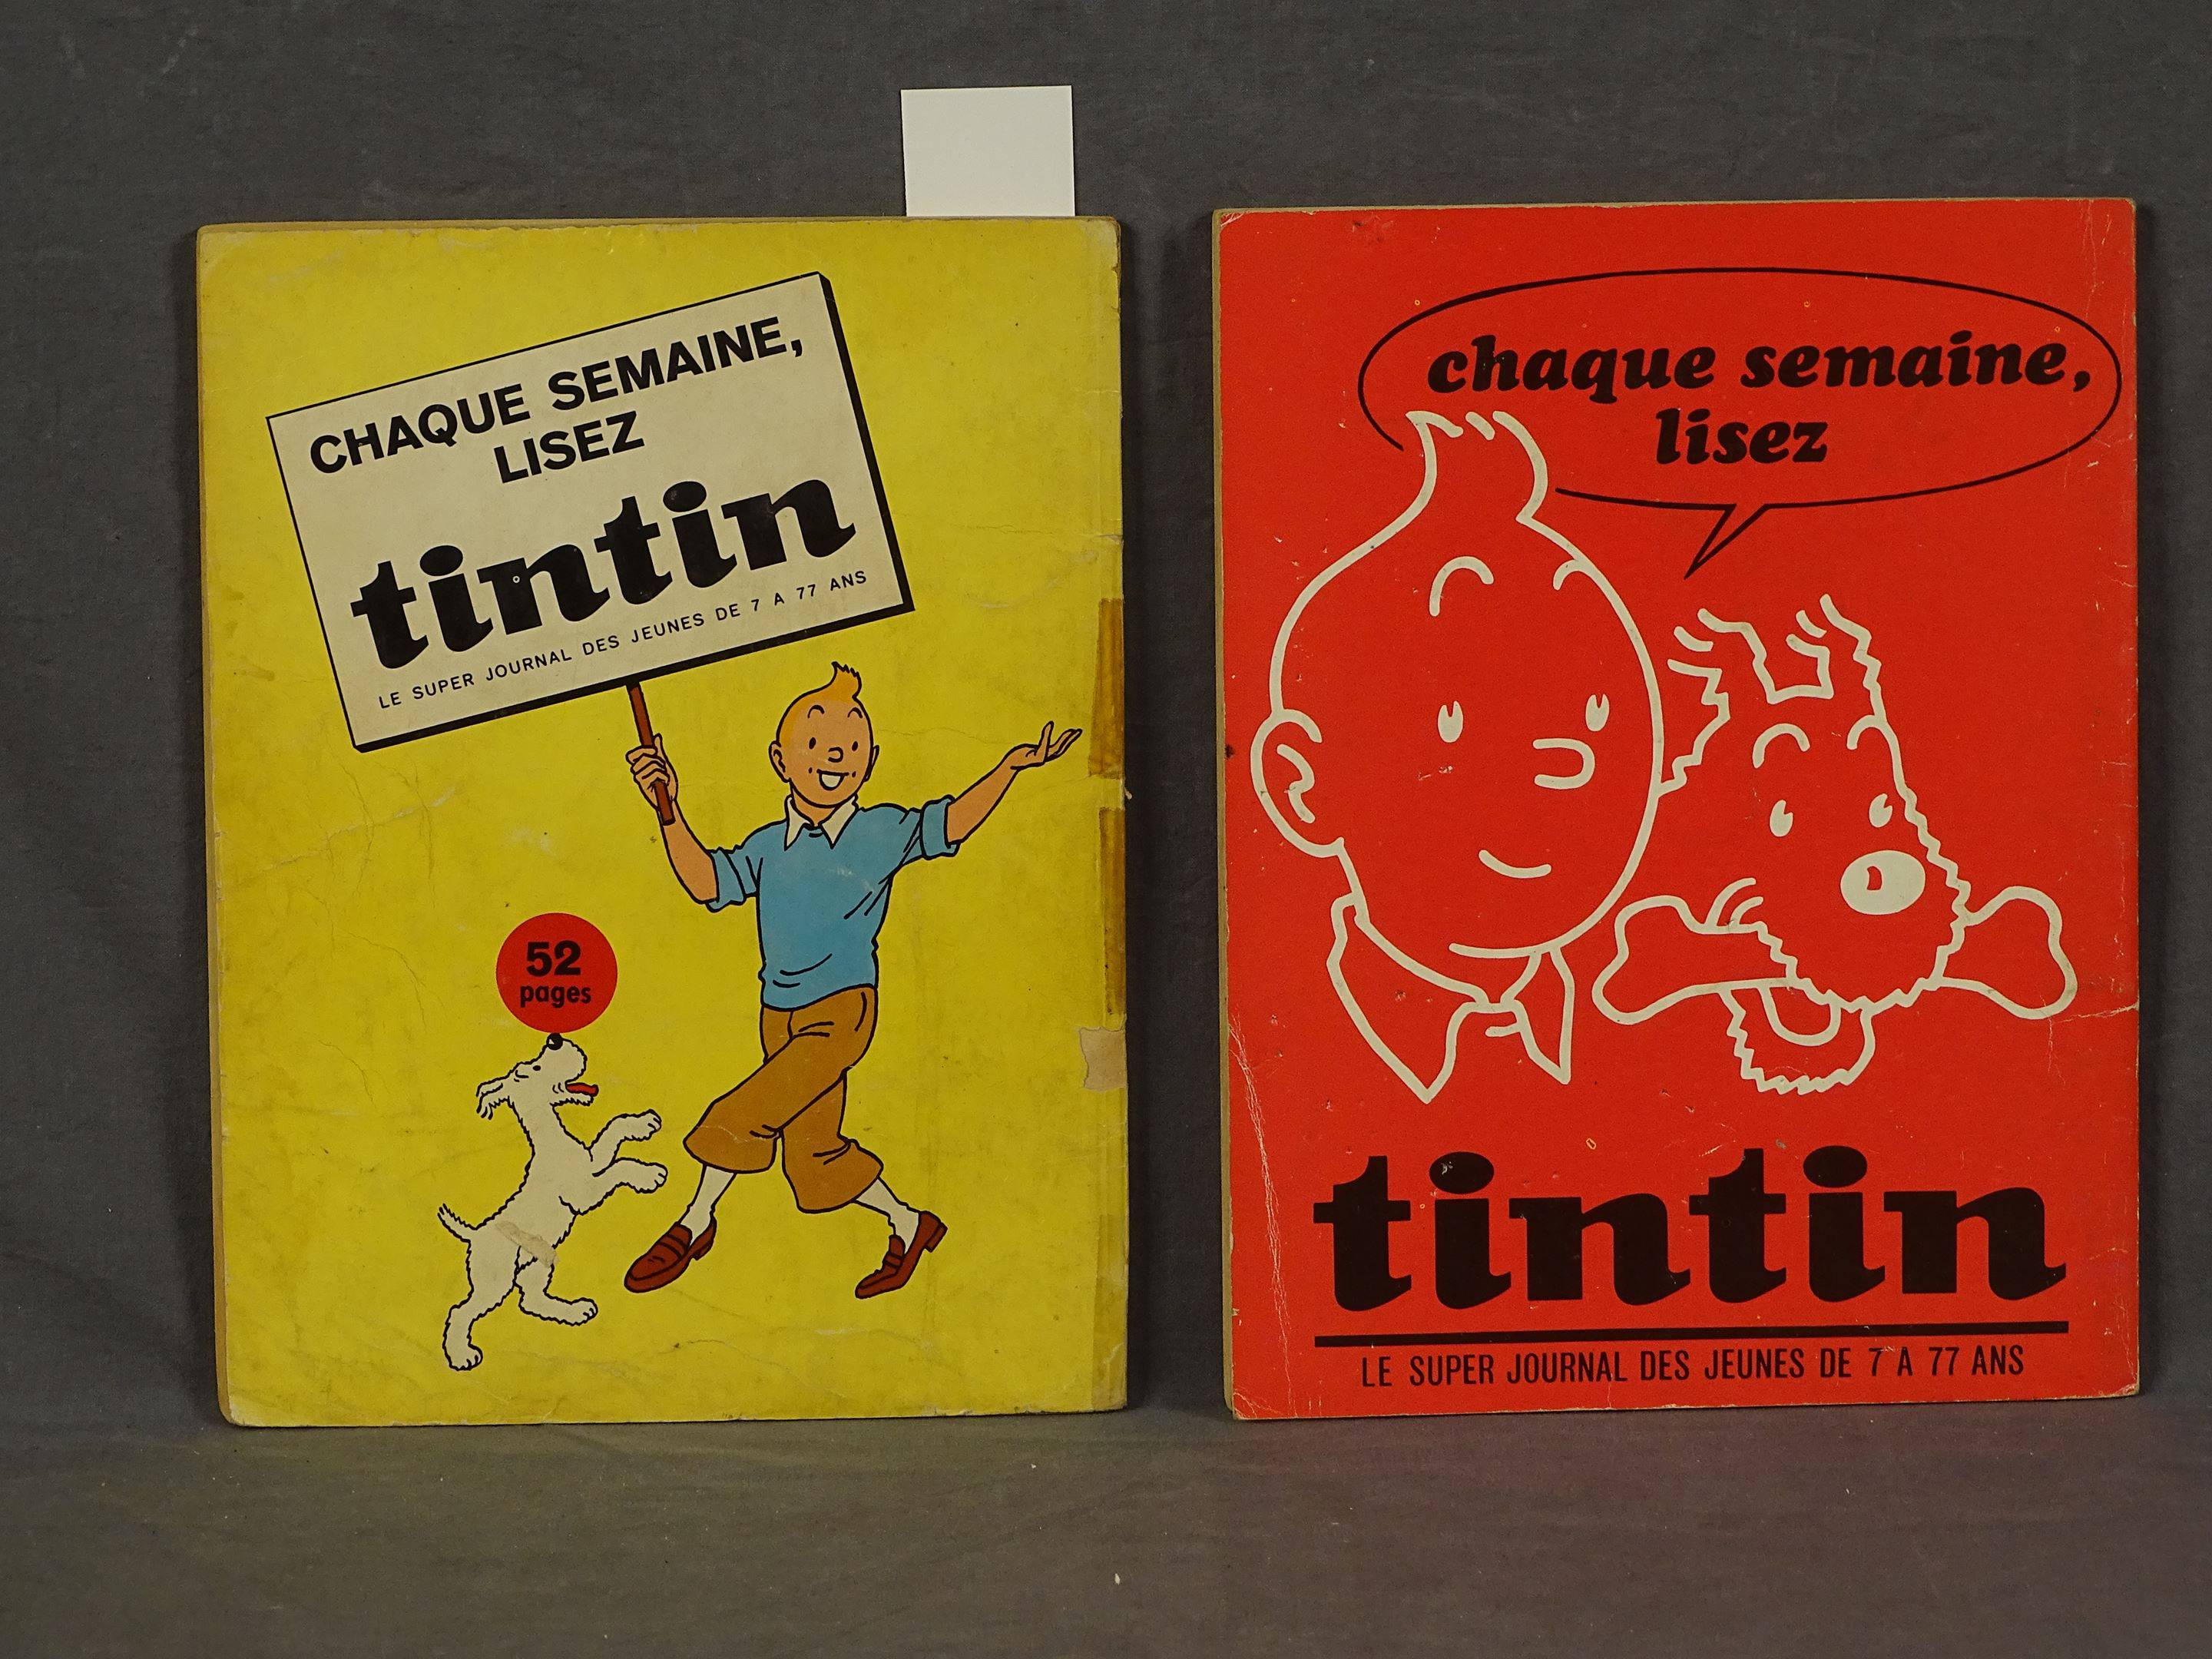 CHAQUE SEMAINE,
LISEZ
tintin
LE SUPER JOURNAL DES JEUNES DE 7 A 77 ANS
52
pages
chaque semaine,
lisez
tintin
LE SUPER JOURNAL DES JEUNES DE 7 A 77 ANS